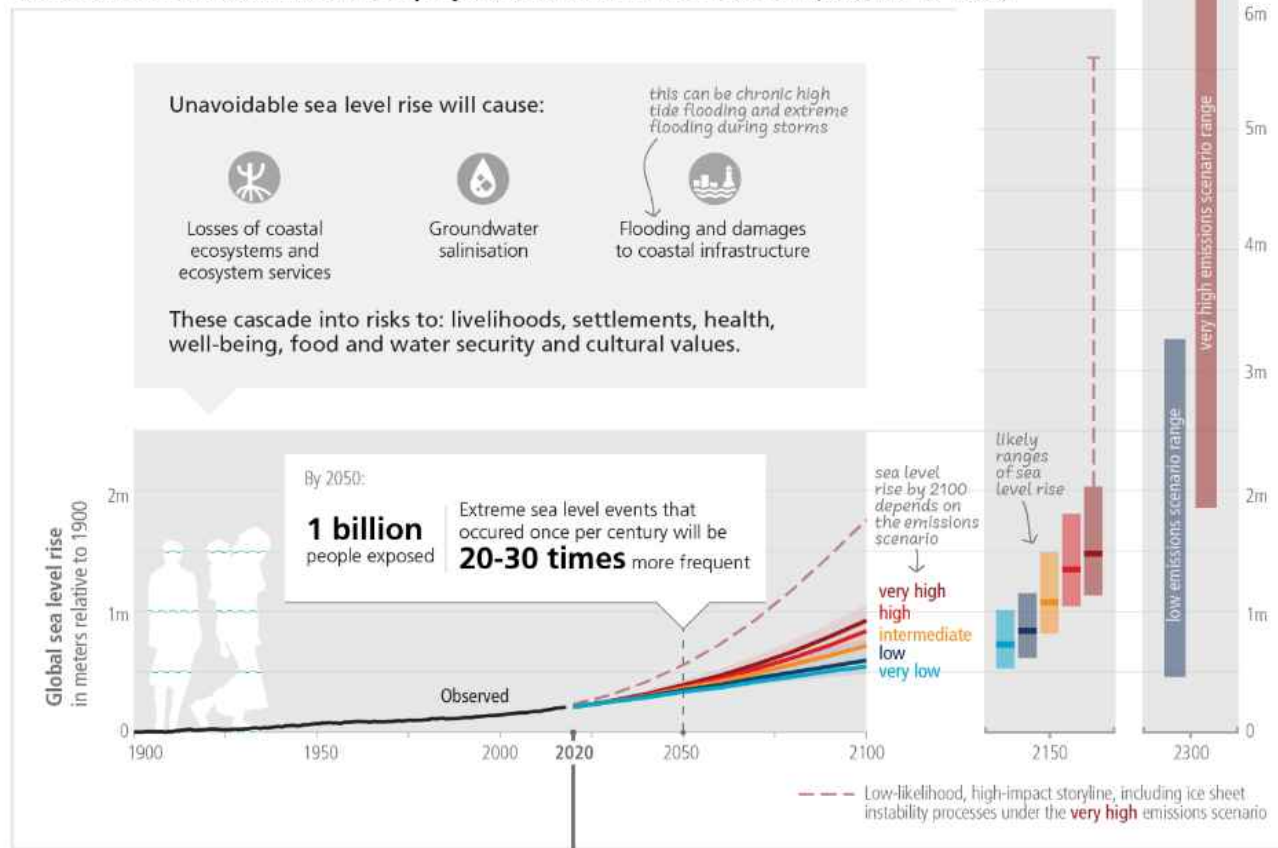 6m
Unavoidable sea level rise will cause:
this can be chronic high
tide flooding and extreme
flooding during storms
Losses of coastal
ecosystems and
ecosystem services
Groundwater
salinisation
Flooding and damages
to coastal infrastructure
These cascade into risks to: livelihoods, settlements, health,
well-being, food and water security and cultural values.
5m
4m
3m
2m
1m
0
very high emissions scenario range
low emissions scenario range
likely
ranges
of sea
level rise
sea level
rise by 2100
depends on
the emissions
scenario
very high
high
intermediate
low
very low
By 2050:
1 billion
people exposed
Extreme sea level events that
occured once per century will be
20-30 times more frequent
Global sea level rise
in meters relative to 1900
2m
1m
0
Observed
1900
1950
2000
2020
2050
2100
2150
2300
Low-likelihood, high-impact storyline, including ice sheet
instability processes under the very high emissions scenario